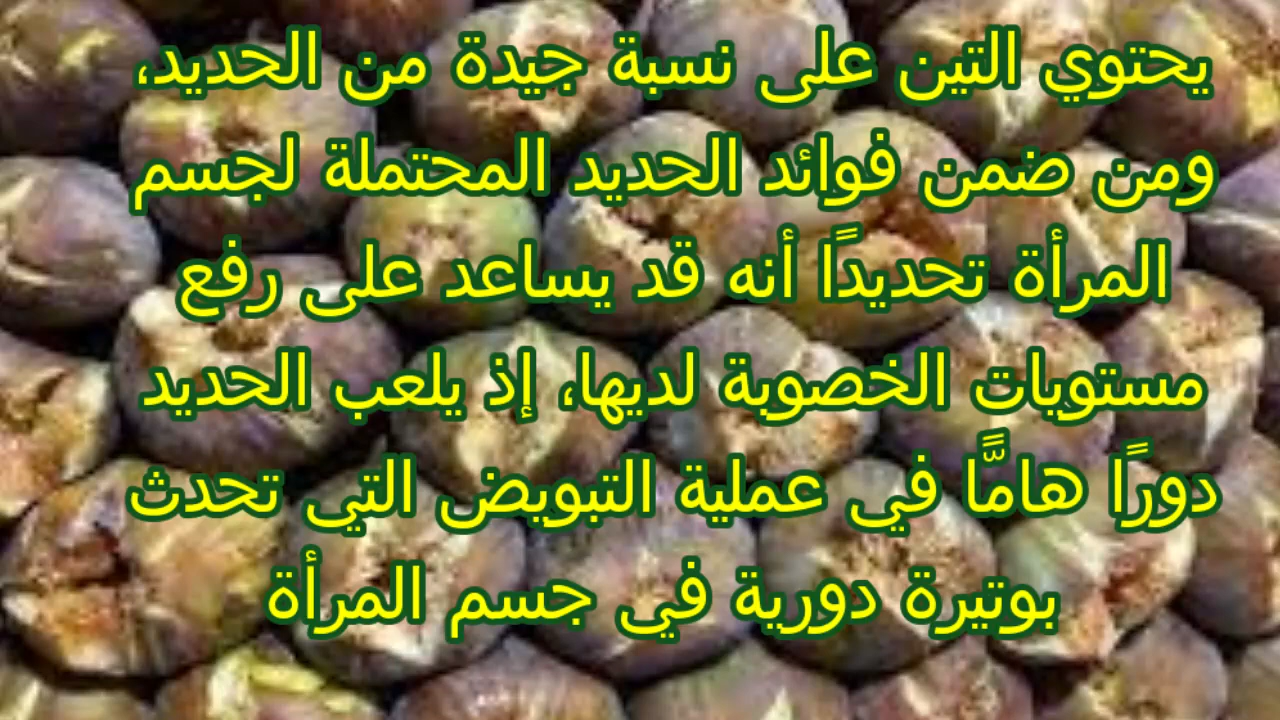 يحتوي التين على نسبة جيدة من الحديد،
ومن ضمن فوائد الحديد المحتملة لجسم
المرأة تحديدًا أنه قد يساعد على رفع
مستويات الخصوبة لديها، إذ يلعب الحديد
دورًا هامًّا في عملية التبويض التي تحدث
بوتيرة دورية في جسم المرأة